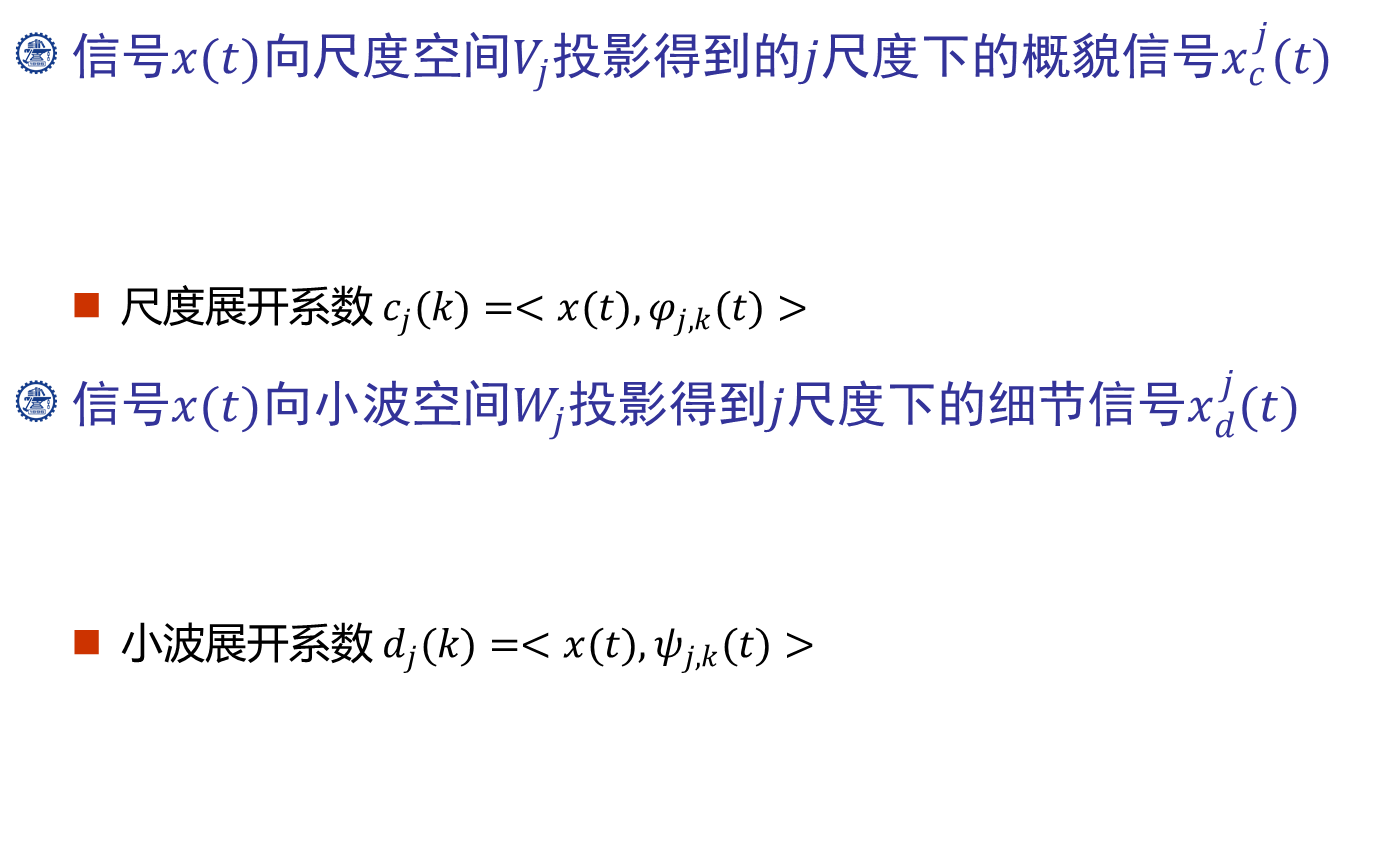 信号x(t)向尺度空间V_j投影得到的j尺度下的概貌信号x_c^j(t)
尺度展开系数 c_j(k) =< x(t), φ_{j,k}(t) >
信号x(t)向小波空间W_j投影得到j尺度下的细节信号x_d^j(t)
小波展开系数 d_j(k) =< x(t), ψ_{j,k}(t) >